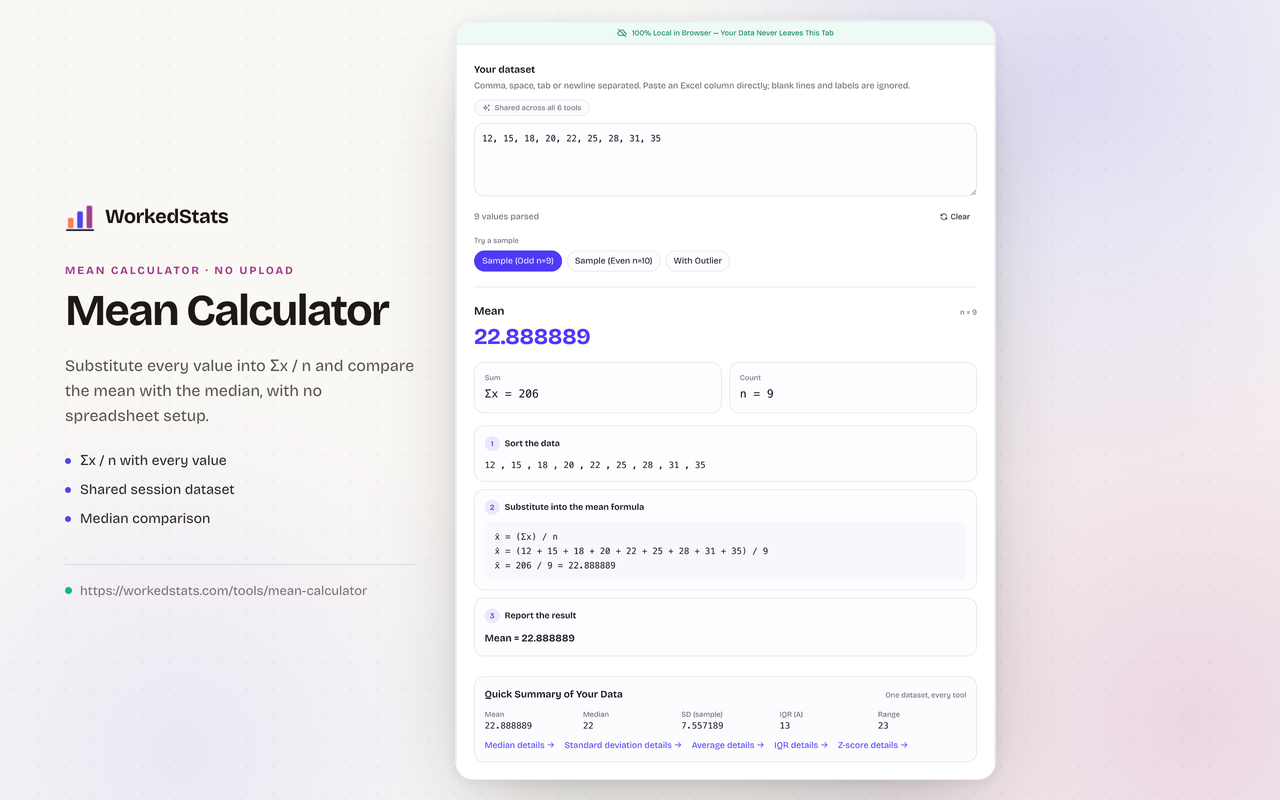 WorkedStats
MEAN CALCULATOR · NO UPLOAD
Mean Calculator
Substitute every value into Σx / n and compare
the mean with the median, with no
spreadsheet setup.
Σx / n with every value
Shared session dataset
Median comparison
https://workedstats.com/tools/mean-calculator
100% Local in Browser — Your Data Never Leaves This Tab
Your dataset
Comma, space, tab or newline separated. Paste an Excel column directly; blank lines and labels are ignored.
Shared across all 6 tools
12, 15, 18, 20, 22, 25, 28, 31, 35
9 values parsed
Clear
Try a sample
Sample (Odd n=9)
Sample (Even n=10)
With Outlier
Mean
n = 9
22.888889
Sum
Σx = 206
Count
n = 9
1 Sort the data
12 , 15 , 18 , 20 , 22 , 25 , 28 , 31 , 35
2 Substitute into the mean formula
x̄ = (Σx) / n
x̄ = (12 + 15 + 18 + 20 + 22 + 25 + 28 + 31 + 35) / 9
x̄ = 206 / 9 = 22.888889
3 Report the result
Mean = 22.888889
Quick Summary of Your Data
One dataset, every tool
Mean Median SD (sample) IQR (A) Range
22.888889 22 7.557189 13 23
Median details → Standard deviation details → Average details → IQR details → Z-score details →